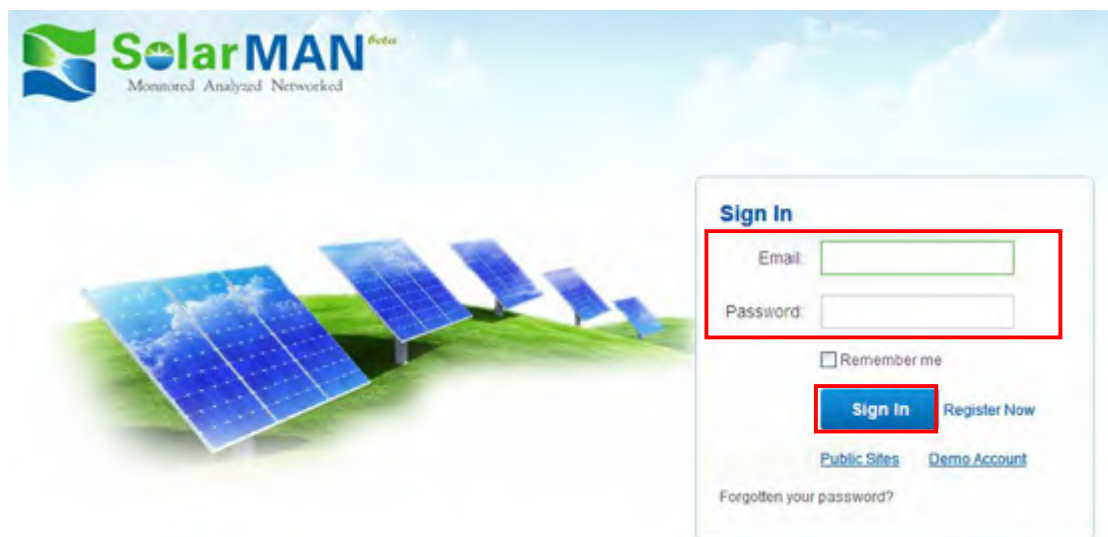 SolarMAN Beta
Monitored Analyzed Networked
Sign In
Email:
Password:
Remember me
Sign In Register Now
Public Sites Demo Account
Forgotten your password?